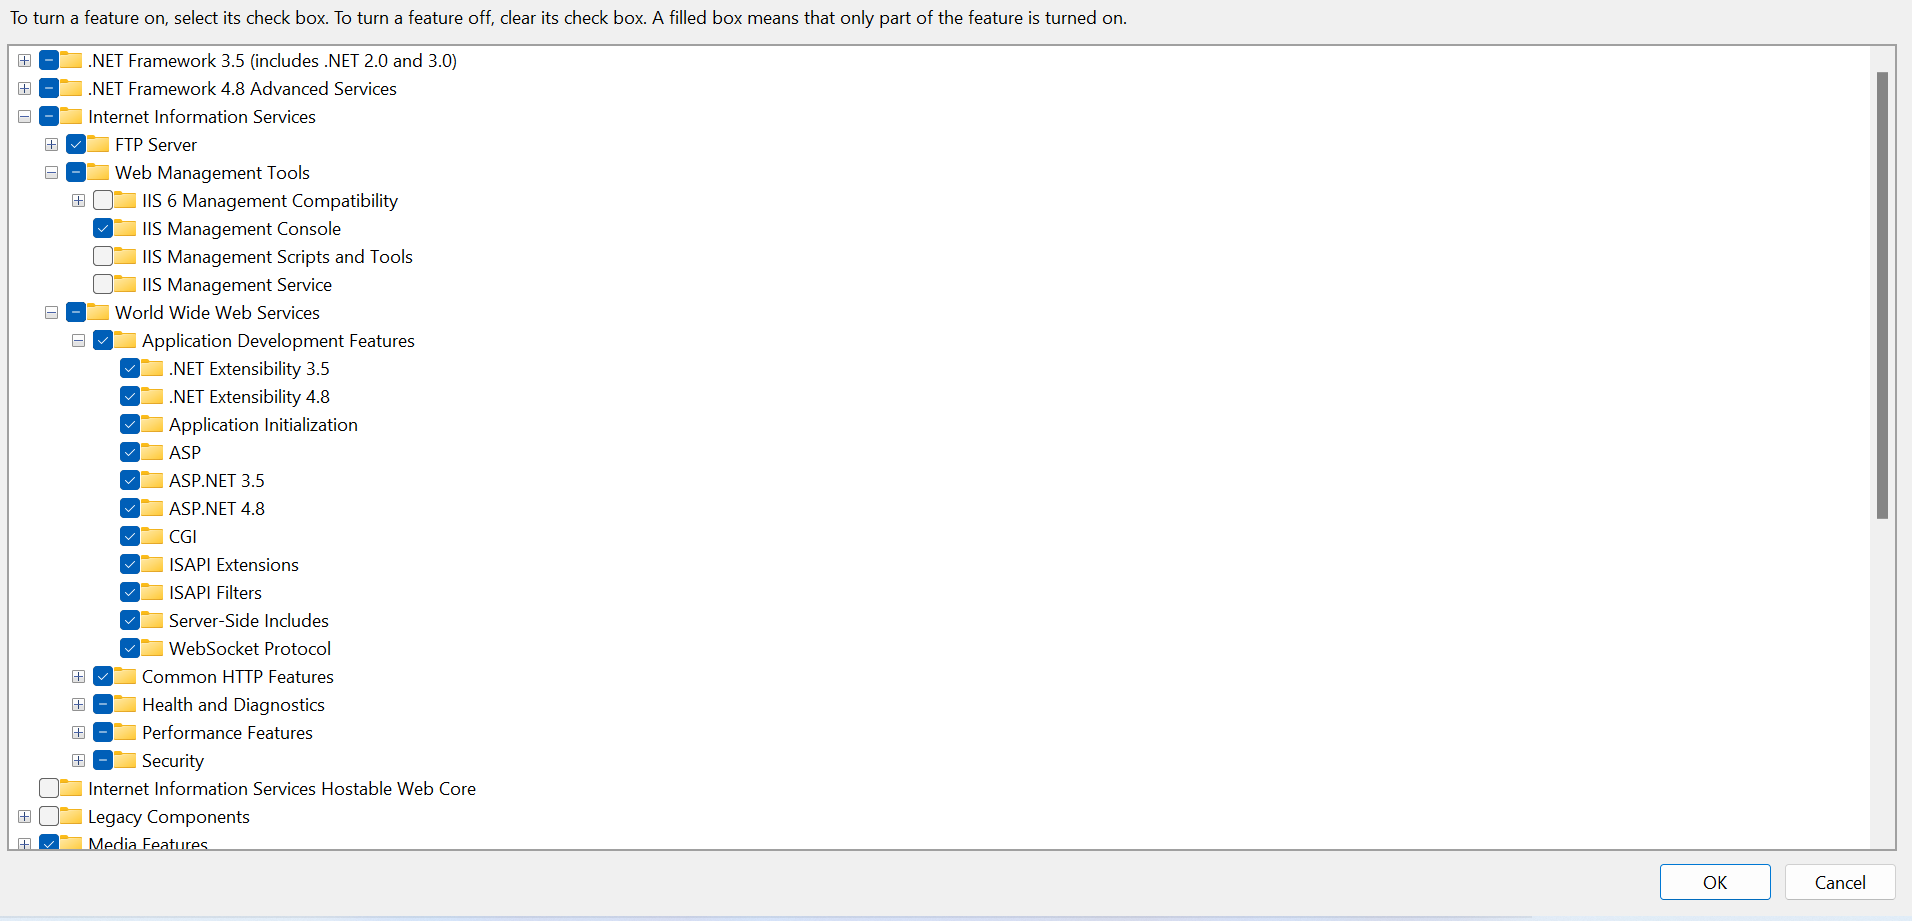 To turn a feature on, select its check box. To turn a feature off, clear its check box. A filled box means that only part of the feature is turned on.
.NET Framework 3.5 (includes .NET 2.0 and 3.0)
.NET Framework 4.8 Advanced Services
Internet Information Services
FTP Server
Web Management Tools
IIS 6 Management Compatibility
IIS Management Console
IIS Management Scripts and Tools
IIS Management Service
World Wide Web Services
Application Development Features
.NET Extensibility 3.5
.NET Extensibility 4.8
Application Initialization
ASP
ASP.NET 3.5
ASP.NET 4.8
CGI
ISAPI Extensions
ISAPI Filters
Server-Side Includes
WebSocket Protocol
Common HTTP Features
Health and Diagnostics
Performance Features
Security
Internet Information Services Hostable Web Core
Legacy Components
Media Features
OK
Cancel